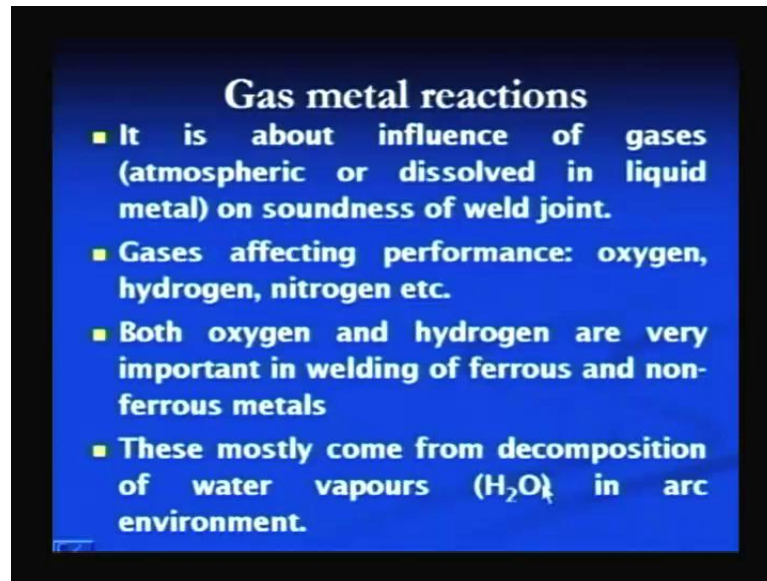 Gas metal reactions
It is about influence of gases
(atmospheric or dissolved in liquid
metal) on soundness of weld joint.
Gases affecting performance: oxygen,
hydrogen, nitrogen etc.
Both oxygen and hydrogen are very
important in welding of ferrous and non-
ferrous metals
These mostly come from decomposition
of water vapours (H₂O) in arc
environment.